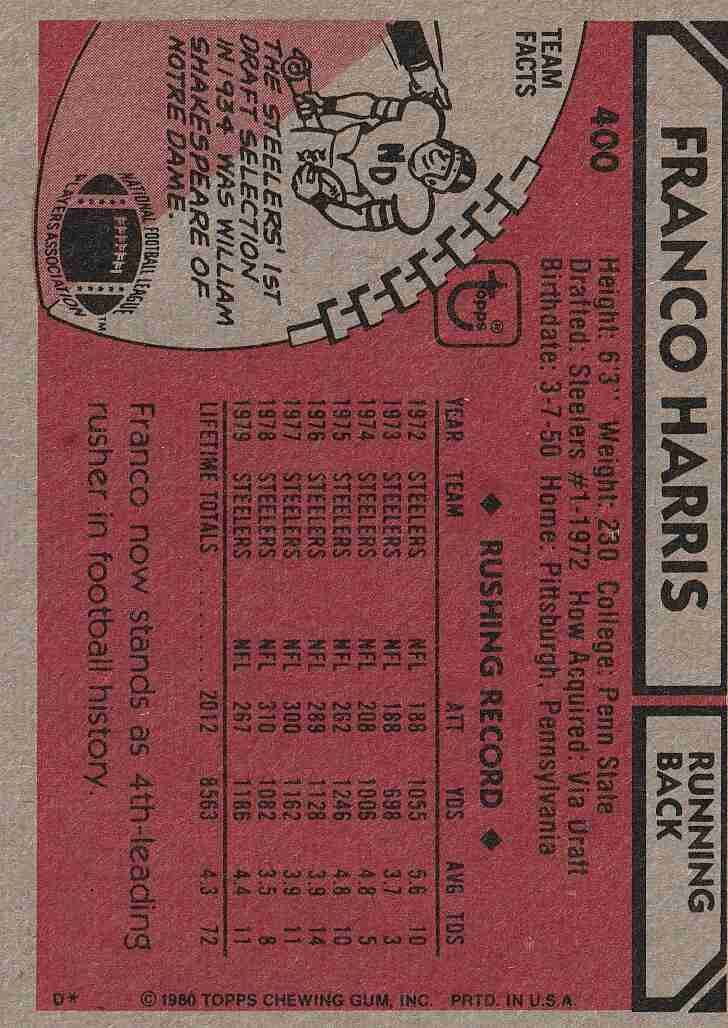 400
FRANCO HARRIS
RUNNING
BACK
Height: 6'3" Weight: 230 College: Penn State
Drafted: Steelers #1-1972 How Acquired: Via Draft
Birthdate: 3-7-50 Home: Pittsburgh, Pennsylvania
TEAM
FACTS
ND
THE STEELERS' 1ST
DRAFT SELECTION
IN 1934 WAS WILLIAM
SHAKESPEARE OF
NOTRE DAME.
NATIONAL FOOTBALL LEAGUE
PLAYERS ASSOCIATION™
NFL
PLAYERS
TOPPS®
◆ RUSHING RECORD ◆
YEAR TEAM ATT YDS AVG TDS
1972 STEELERS NFL 188 1055 5.6 10
1973 STEELERS NFL 188 698 3.7 3
1974 STEELERS NFL 208 1006 4.8 5
1975 STEELERS NFL 262 1246 4.8 10
1976 STEELERS NFL 289 1128 3.9 14
1977 STEELERS NFL 300 1162 3.9 11
1978 STEELERS NFL 310 1082 3.5 8
1979 STEELERS NFL 267 1186 4.4 11
LIFETIME TOTALS . . . . . . . . . . 2012 8563 4.3 72
Franco now stands as 4th-leading
rusher in football history.
D* © 1980 TOPPS CHEWING GUM, INC. PRTD. IN U.S.A.